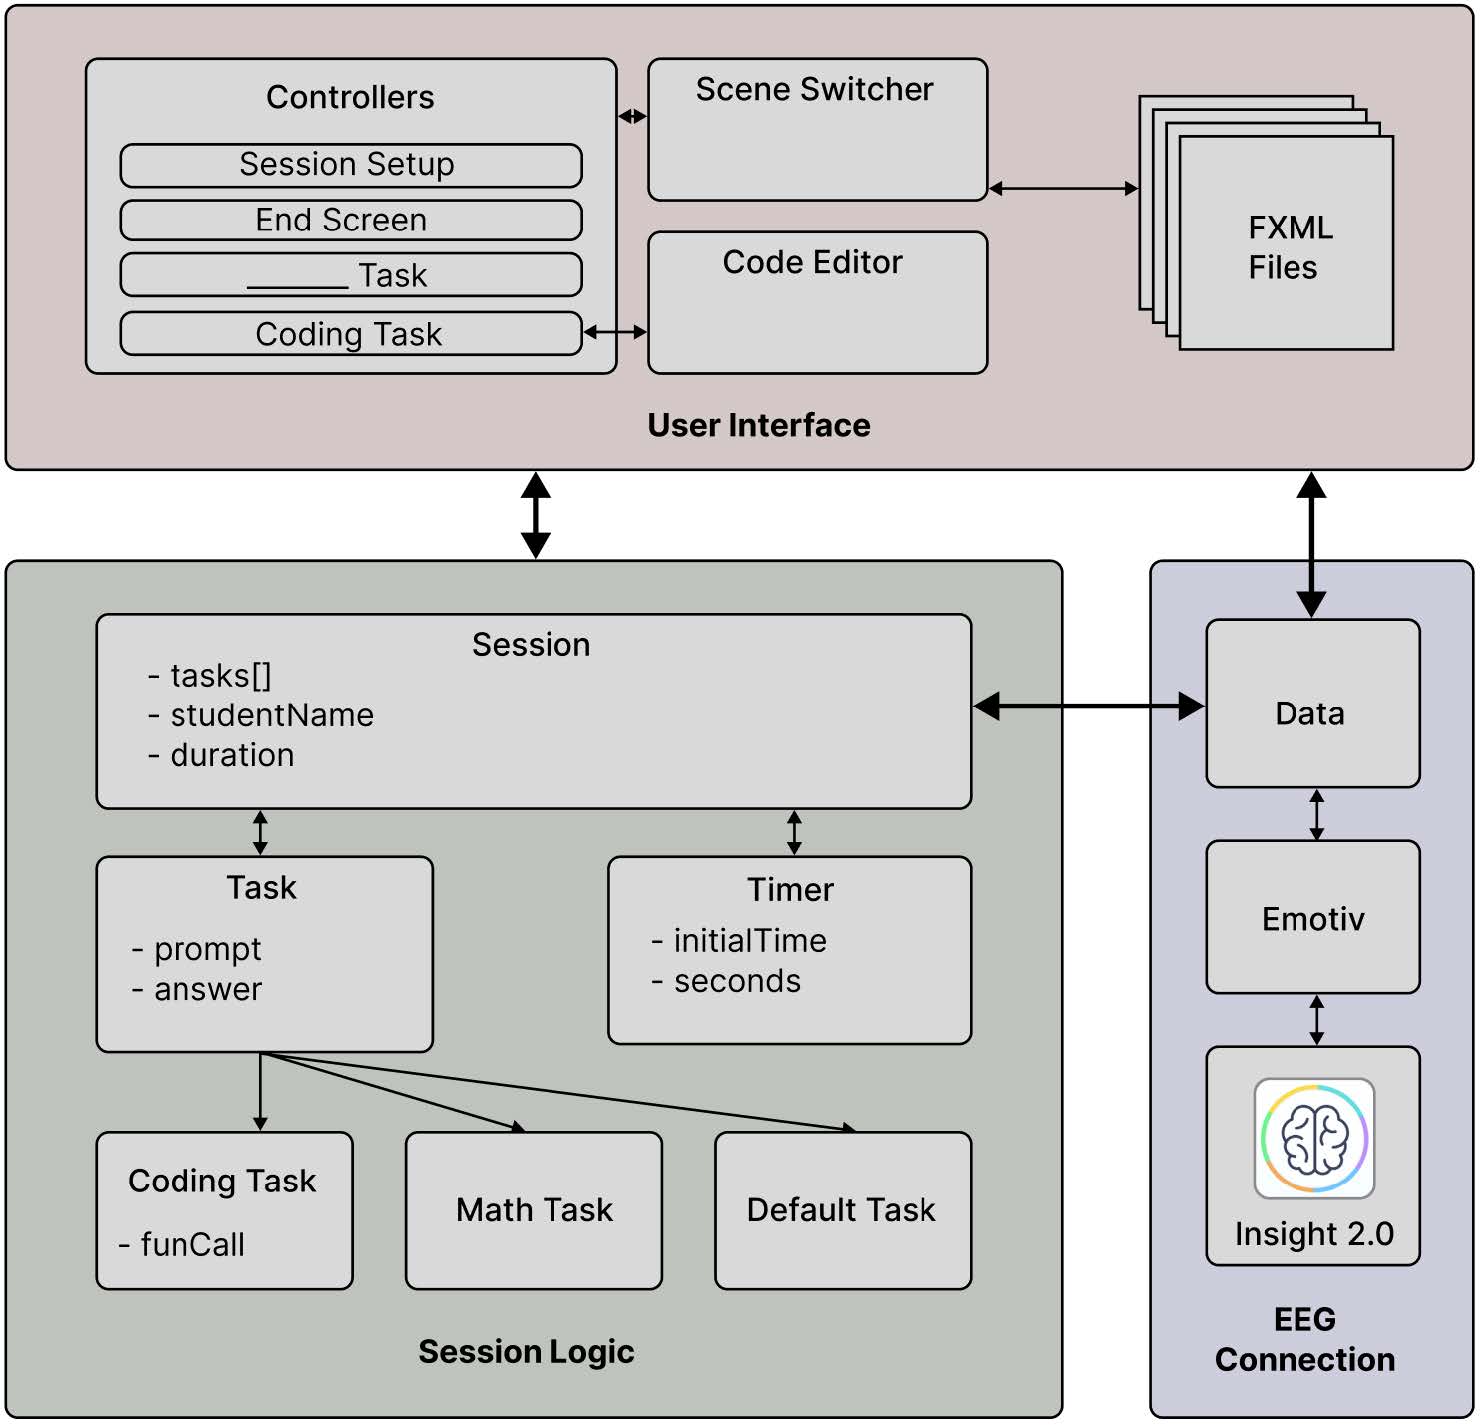 Controllers
Session Setup
End Screen
______ Task
Coding Task
Scene Switcher
Code Editor
FXML
Files
User Interface
Session
- tasks[]
- studentName
- duration
Task
- prompt
- answer
Timer
- initialTime
- seconds
Coding Task
- funCall
Math Task
Default Task
Session Logic
Data
Emotiv
Insight 2.0
EEG
Connection